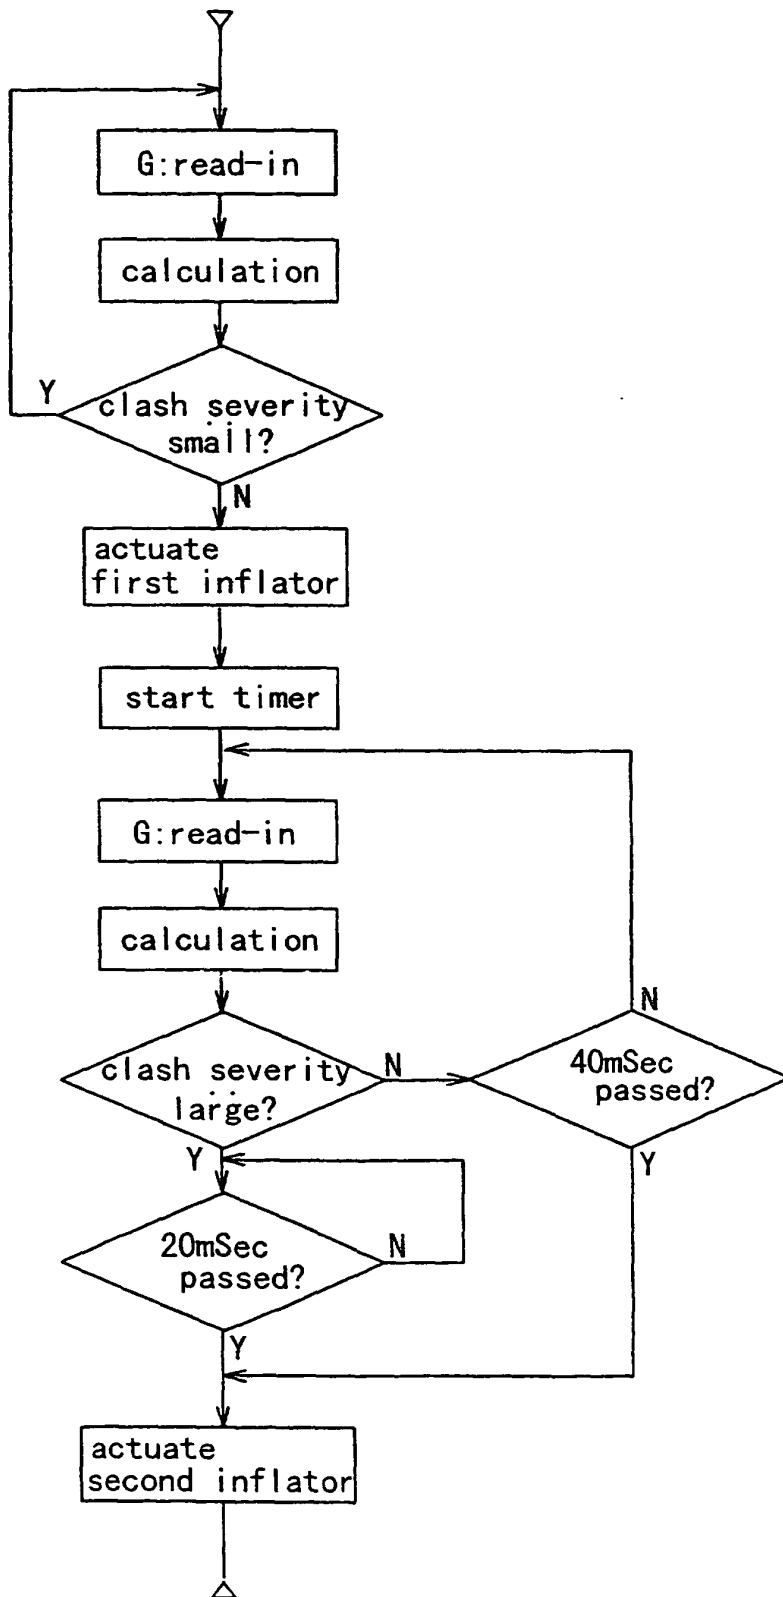 G:read-in
calculation
Y
clash severity
small?
N
actuate
first inflator
start timer
G:read-in
calculation
clash severity
large?
N
40mSec
passed?
N
Y
Y
20mSec
passed?
N
Y
actuate
second inflator